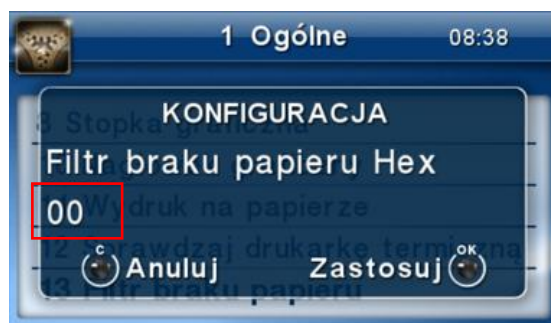 1 Ogólne 08:38
KONFIGURACJA
8 Stopka graficzna
Filtr braku papieru Hex
00
Wydruk na papierze
12 Sprawdzaj drukarkę termiczną
C Anuluj Zastosuj OK
13 Filtr braku papieru